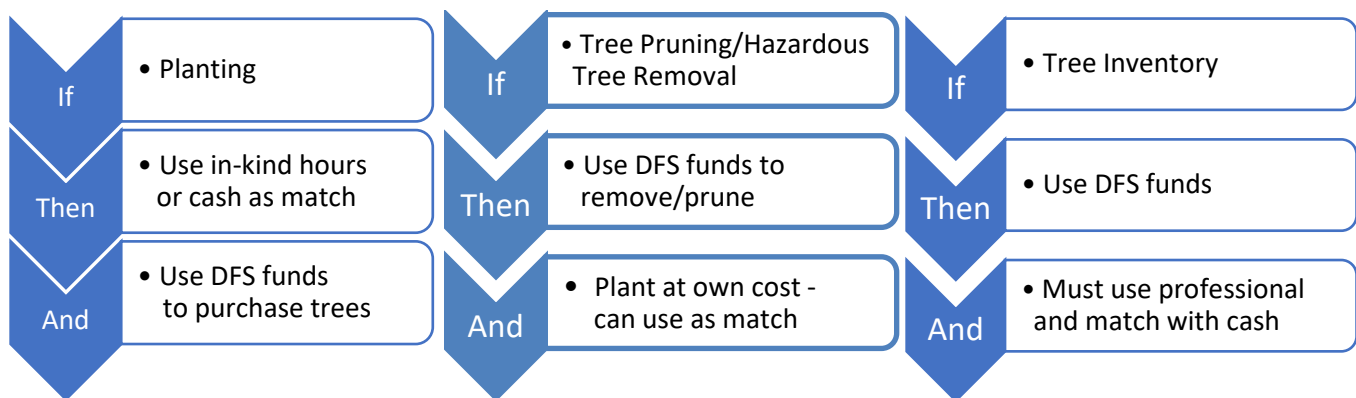 If
• Planting
Then
• Use in-kind hours
or cash as match
And
• Use DFS funds
to purchase trees
If
• Tree Pruning/Hazardous
Tree Removal
Then
• Use DFS funds to
remove/prune
And
• Plant at own cost -
can use as match
If
• Tree Inventory
Then
• Use DFS funds
And
• Must use professional
and match with cash